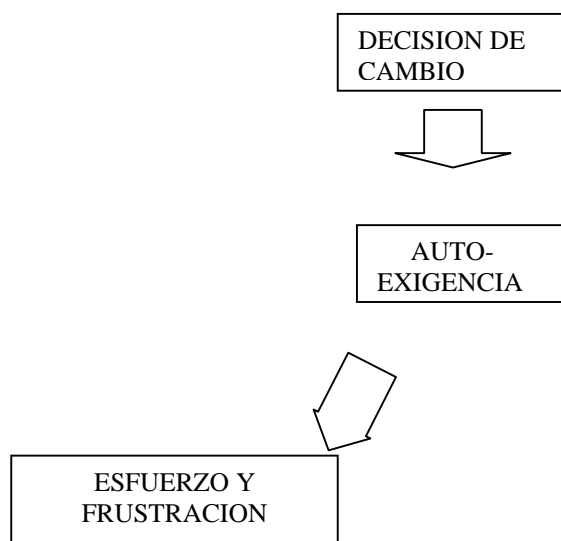 DECISION DE
CAMBIO
AUTO-
EXIGENCIA
ESFUERZO Y
FRUSTRACION